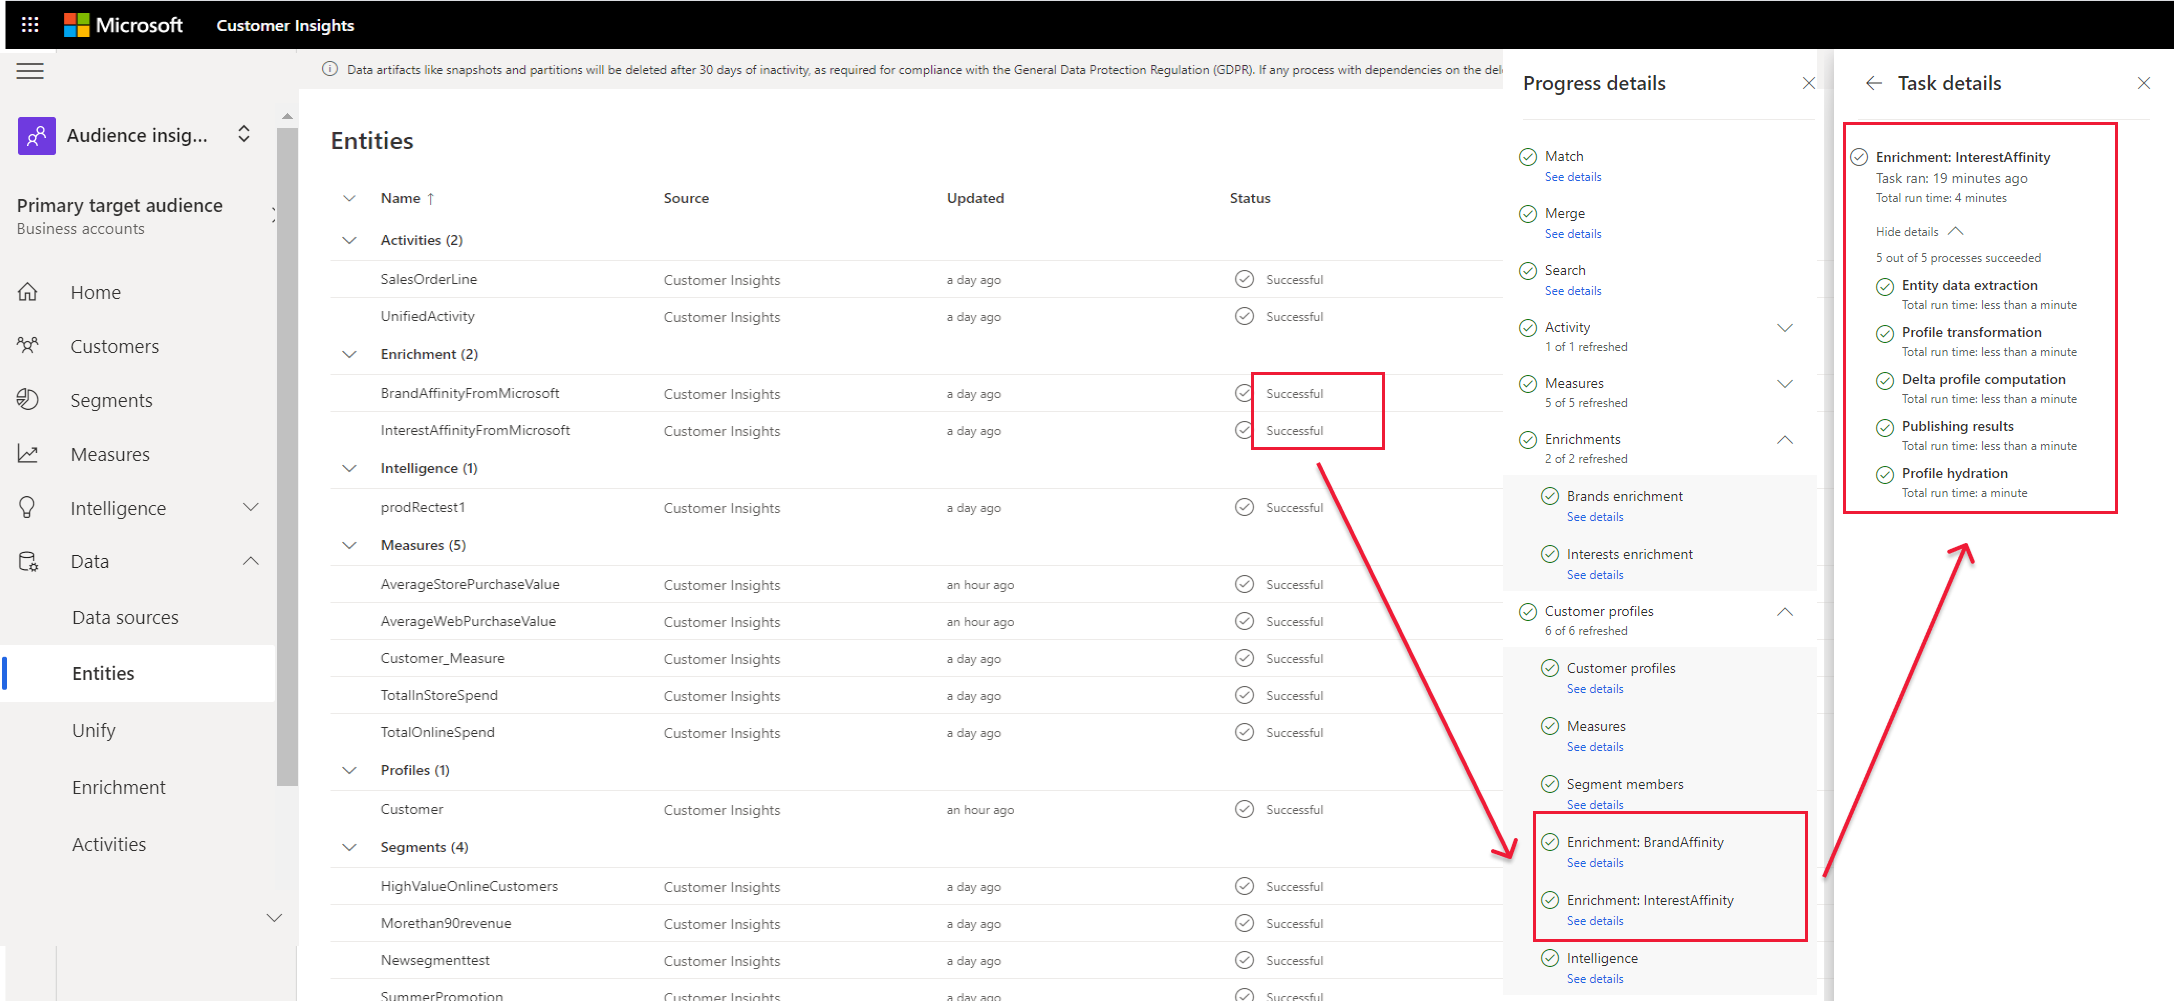 Microsoft Customer Insights
Data artifacts like snapshots and partitions will be deleted after 30 days of inactivity, as required for compliance with the General Data Protection Regulation (GDPR). If any process with dependencies on the
Audience insig...
Primary target audience
Business accounts
Home
Customers
Segments
Measures
Intelligence
Data
Data sources
Entities
Unify
Enrichment
Activities
Entities
Name ↑ Source Updated Status
Activities (2)
SalesOrderLine Customer Insights a day ago Successful
UnifiedActivity Customer Insights a day ago Successful
Enrichment (2)
BrandAffinityFromMicrosoft Customer Insights a day ago Successful
InterestAffinityFromMicrosoft Customer Insights a day ago Successful
Intelligence (1)
prodRectest1 Customer Insights a day ago Successful
Measures (5)
AverageStorePurchaseValue Customer Insights an hour ago Successful
AverageWebPurchaseValue Customer Insights an hour ago Successful
Customer_Measure Customer Insights a day ago Successful
TotalInStoreSpend Customer Insights a day ago Successful
TotalOnlineSpend Customer Insights a day ago Successful
Profiles (1)
Customer Customer Insights an hour ago Successful
Segments (4)
HighValueOnlineCustomers Customer Insights a day ago Successful
Morethan90revenue Customer Insights a day ago Successful
Newsegmenttest Customer Insights a day ago Successful
SummerPromotion Customer Insights a day ago Successful
Progress details
Match
See details
Merge
See details
Search
See details
Activity
1 of 1 refreshed
Measures
5 of 5 refreshed
Enrichments
2 of 2 refreshed
Brands enrichment
See details
Interests enrichment
See details
Customer profiles
6 of 6 refreshed
Customer profiles
See details
Measures
See details
Segment members
See details
Enrichment: BrandAffinity
See details
Enrichment: InterestAffinity
See details
Intelligence
See details
Task details
Enrichment: InterestAffinity
Task ran: 19 minutes ago
Total run time: 4 minutes
Hide details
5 out of 5 processes succeeded
Entity data extraction
Total run time: less than a minute
Profile transformation
Total run time: less than a minute
Delta profile computation
Total run time: less than a minute
Publishing results
Total run time: less than a minute
Profile hydration
Total run time: a minute